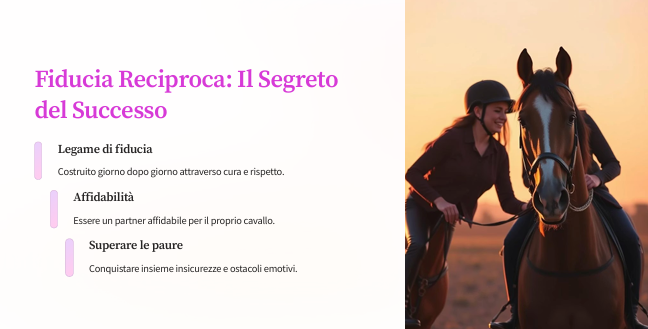 Fiducia Reciproca: Il Segreto
del Successo
Legame di fiducia
Costruito giorno dopo giorno attraverso cura e rispetto.
Affidabilità
Essere un partner affidabile per il proprio cavallo.
Superare le paure
Conquistare insieme insicurezze e ostacoli emotivi.